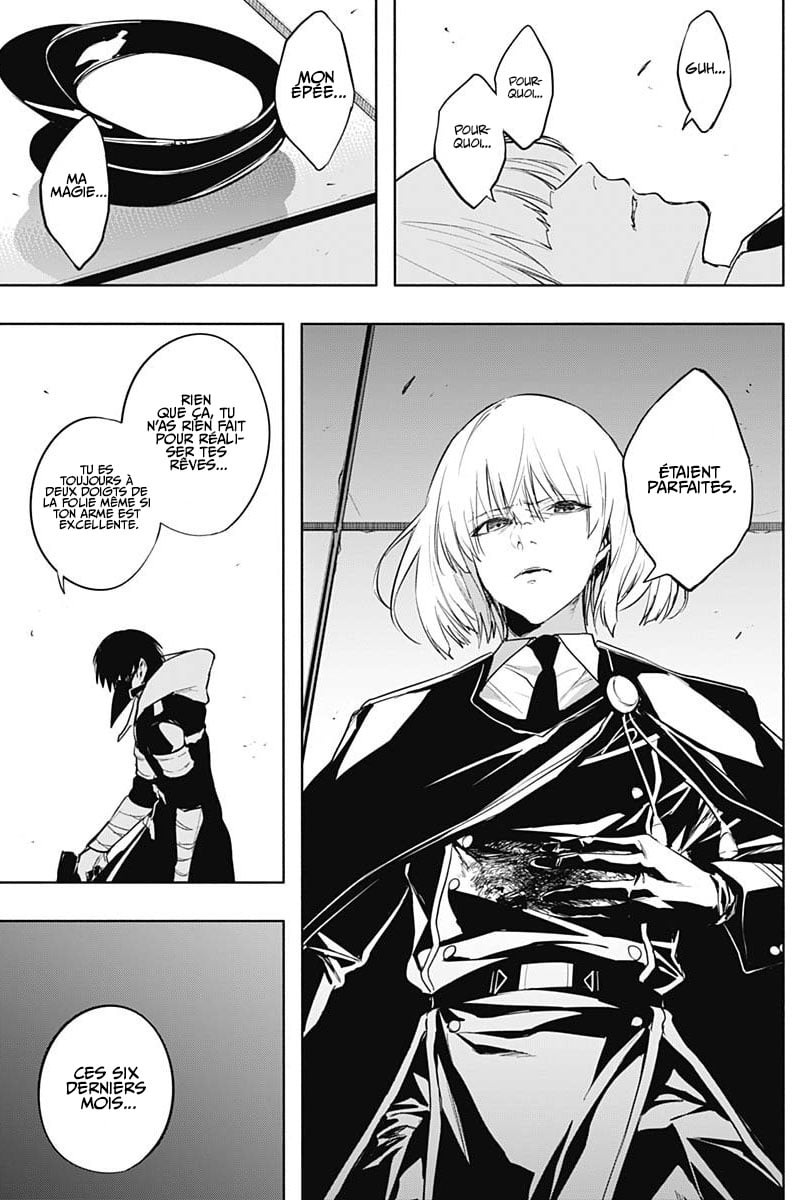 GUH...
POUR-
QUOI...
POUR-
QUOI...
MON
ÉPÉE...
MA
MAGIE...
ÉTAIENT
PARFAITES.
RIEN
QUE ÇA, TU
N'AS RIEN FAIT
POUR RÉALI-
SER TES
RÊVES...
TU ES
TOUJOURS À
DEUX DOIGTS DE
LA FOLIE MÊME SI
TON ARME EST
EXCELLENTE.
CES SIX
DERNIERS
MOIS...